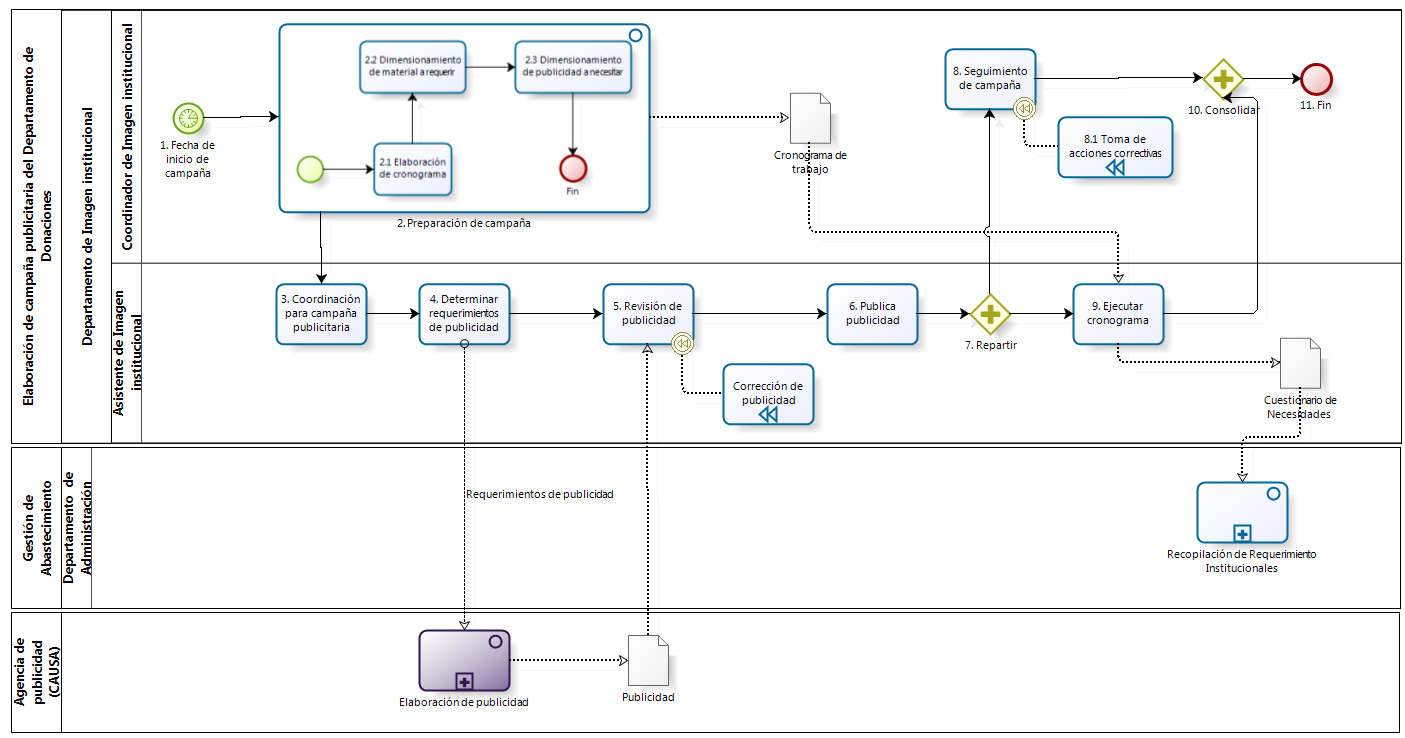 Elaboración de campaña publicitaria del Departamento de
Donaciones
Departamento de Imagen institucional
Coordinador de Imagen institucional
1. Fecha de
inicio de
campaña
2.2 Dimensionamiento
de material a requerir
2.3 Dimensionamiento
de publicidad a necesitar
2.1 Elaboración
de cronograma
Fin
2. Preparación de campaña
Cronograma de
trabajo
8. Seguimiento
de campaña
8.1 Toma de
acciones correctivas
10. Consolidar
11. Fin
Asistente de Imagen
institucional
3. Coordinación
para campaña
publicitaria
4. Determinar
requerimientos
de publicidad
5. Revisión de
publicidad
Corrección de
publicidad
6. Publica
publicidad
7. Repartir
9. Ejecutar
cronograma
Cuestionario de
Necesidades
Gestión de
Abastecimiento
Departamento de
Administración
Requerimientos de publicidad
Recopilación de Requerimiento
Institucionales
Agencia de
publicidad
(CAUSA)
Elaboración de publicidad
Publicidad